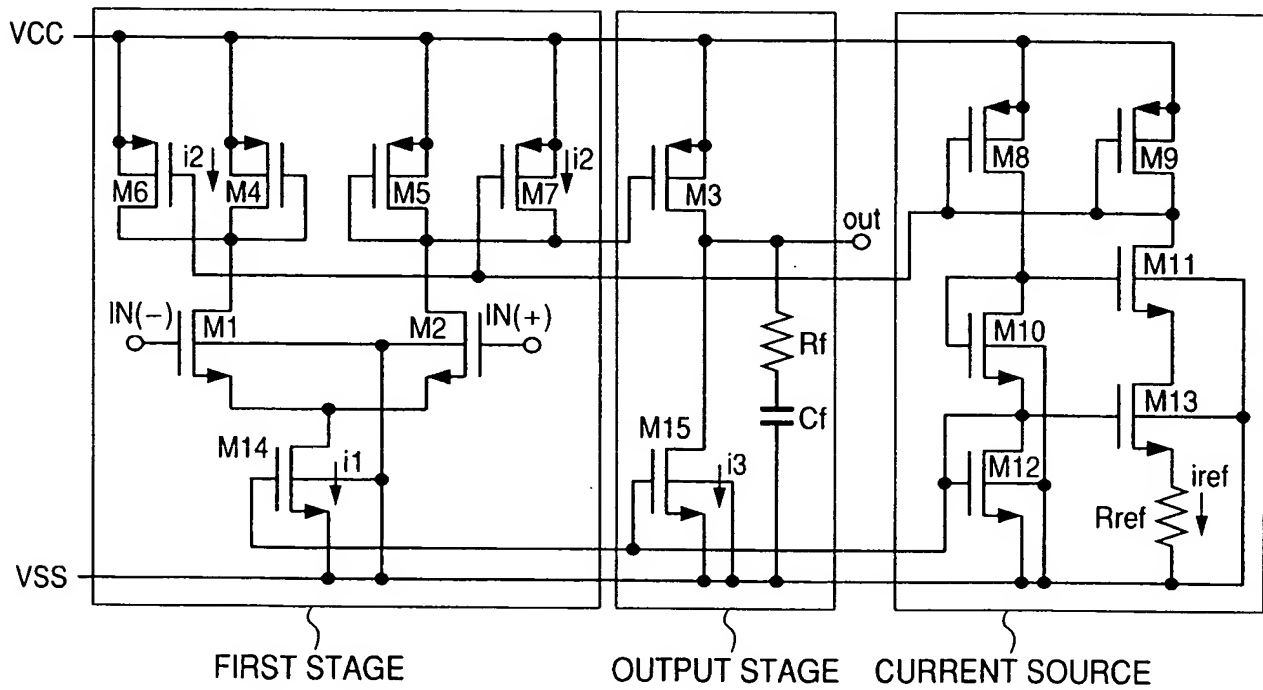 VCC
M6
i2
M4
M5
M7
i2
M3
out
M8
M9
IN(−)
M1
M2
IN(+)
M14
i1
Rf
Cf
M15
i3
M10
M11
M12
M13
Rref
iref
VSS
FIRST STAGE
OUTPUT STAGE
CURRENT SOURCE